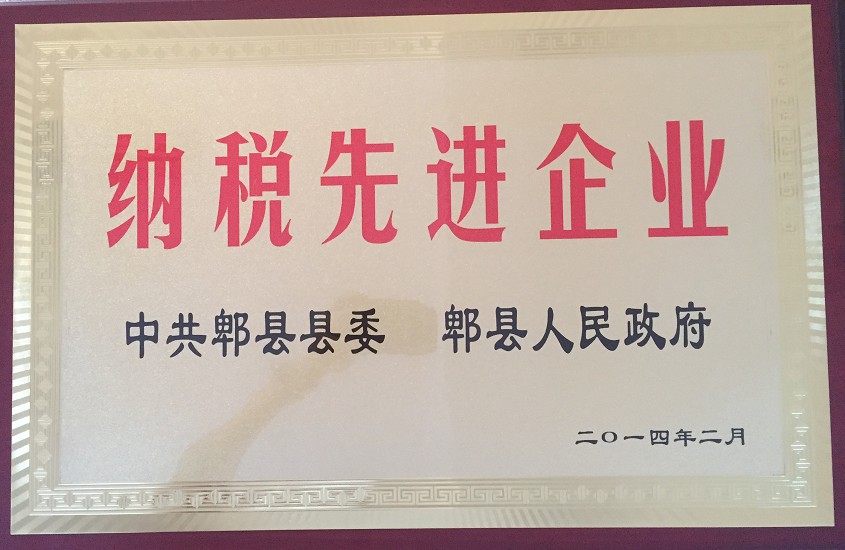 纳税先进企业
中共郫县县委 郫县人民政府
二〇一四年二月